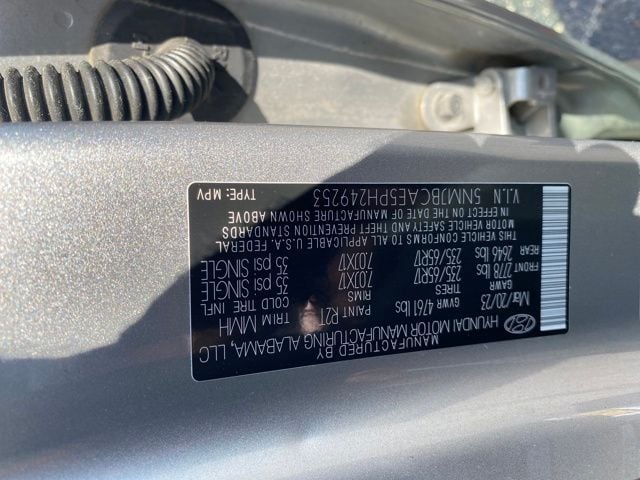 MANUFACTURED BY
HYUNDAI MOTOR MANUFACTURING ALABAMA, LLC
Mar/20/23 PAINT R2T TRIM MMH
GVWR 4761 lbs
GAWR TIRES RIMS COLD TIRE INFL
FRONT 2778 lbs 235/65R17 7.0JX17 35 psi SINGLE
REAR 2646 lbs 235/65R17 7.0JX17 35 psi SINGLE
THIS VEHICLE CONFORMS TO ALL APPLICABLE U.S.A. FEDERAL
MOTOR VEHICLE SAFETY AND THEFT PREVENTION STANDARDS
IN EFFECT ON THE DATE OF MANUFACTURE SHOWN ABOVE
V.I.N 5NMJBCAE5PH249253 TYPE: MPV